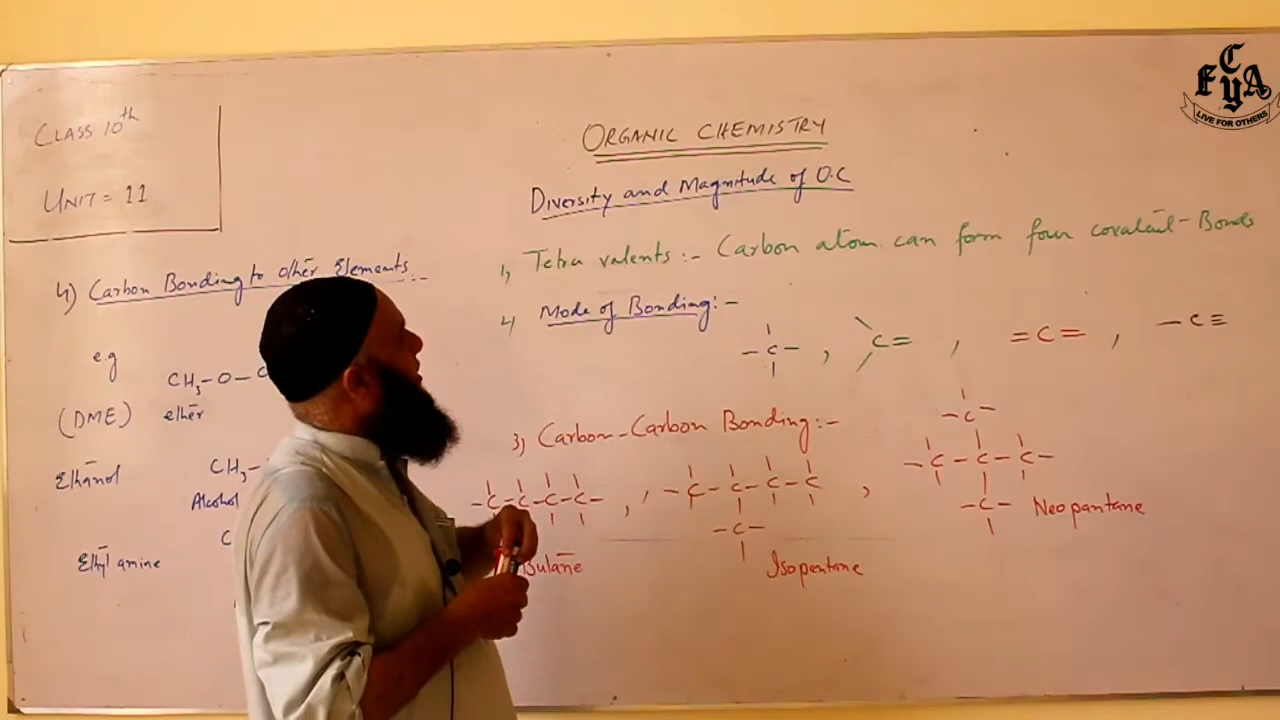 CLASS 10th
UNIT = 11
ORGANIC CHEMISTRY
Diversity and Magnitude of O.C
1, Tetra valents :- Carbon atom can form four covalent Bonds
2, Mode of Bonding :-
-C- , C= , =C= , -C≡
3, Carbon-Carbon Bonding :-
-C-C-C-C- , -C-C-C-C- , -C-C-C-
-C-
-C-
-C-
Butane
Isopentane
Neopantane
4) Carbon Bonding to other Elements :-
e.g
CH3-O-C
(DME) ether
Ethanol CH3-
Alcohol
C
Ethyl amine
FCYA
LIVE FOR OTHERS